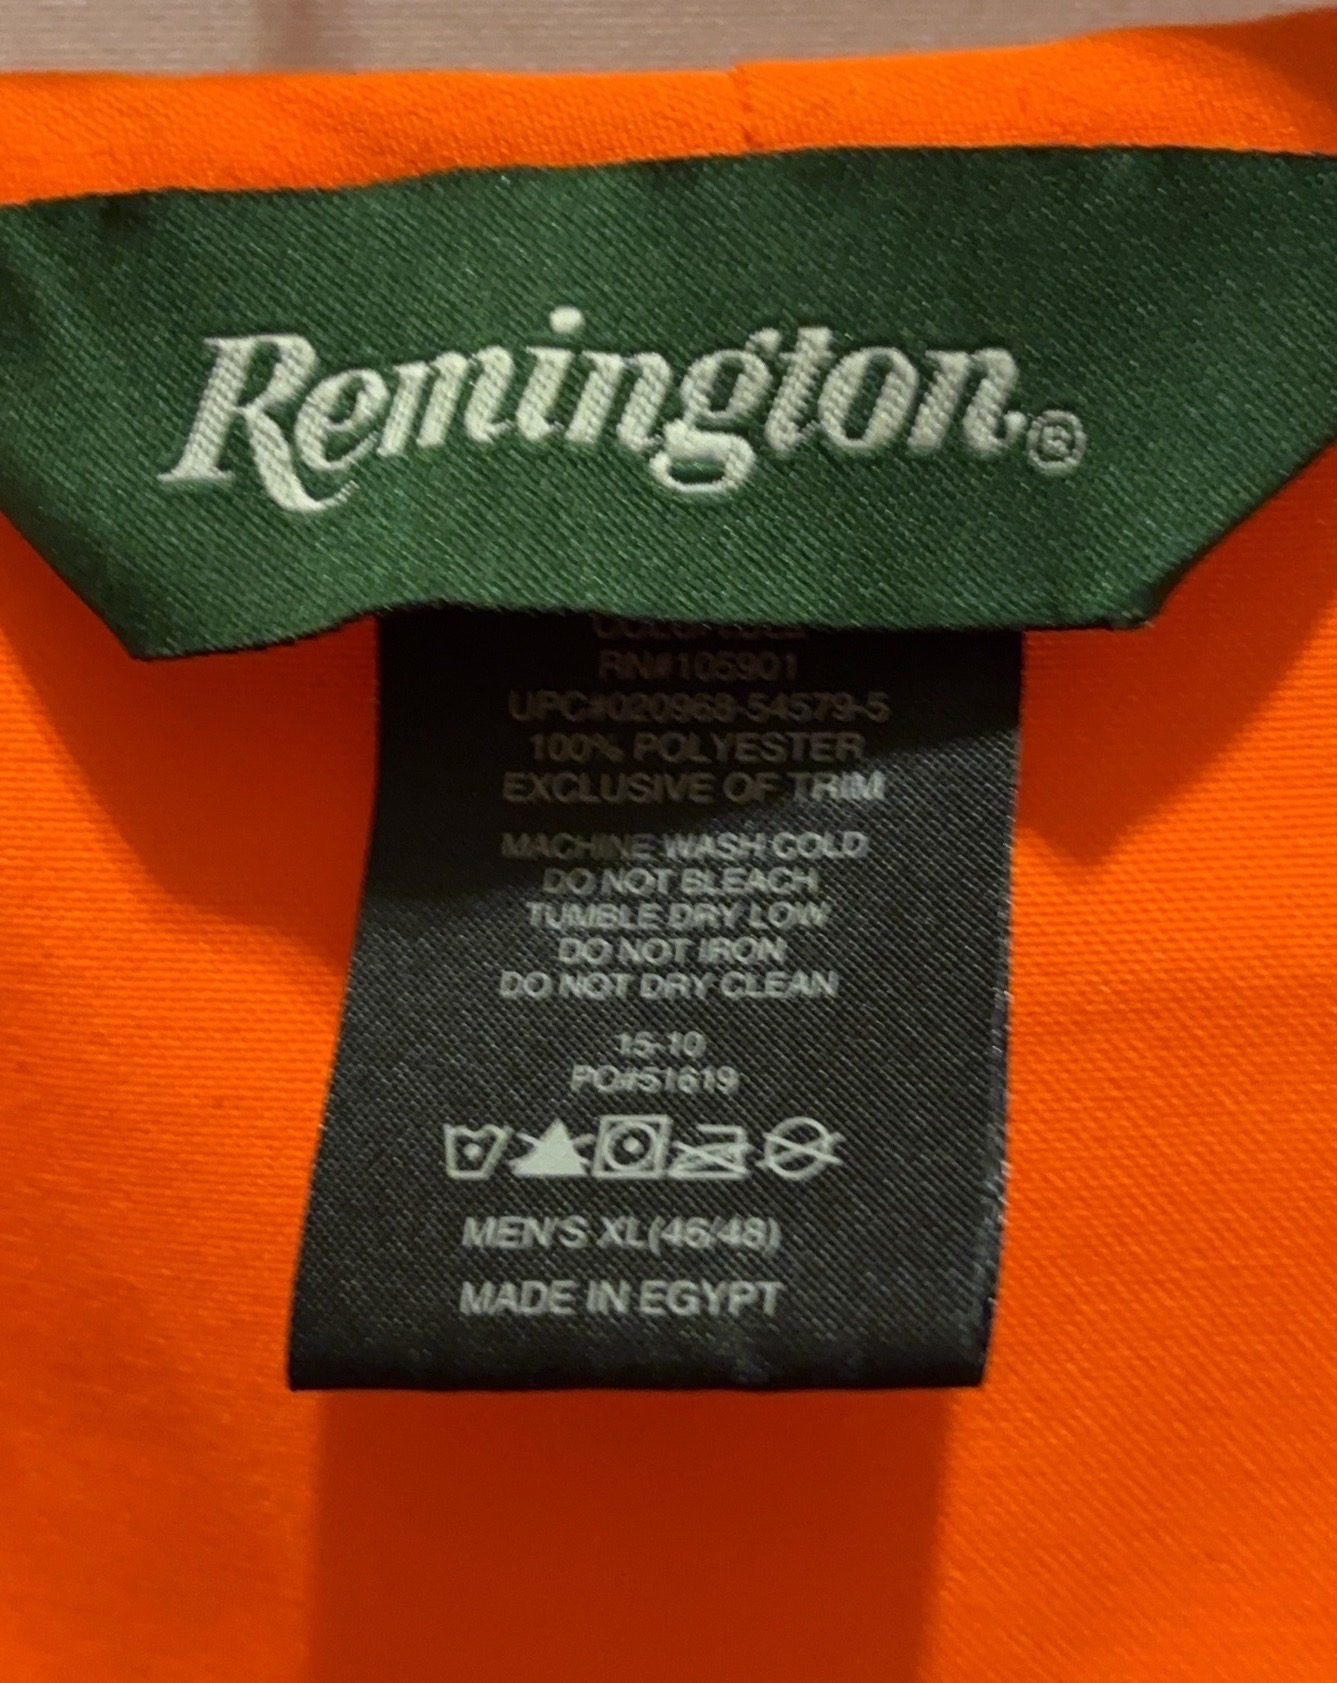 Remington®
RN#105901
UPC#020968-54579-5
100% POLYESTER
EXCLUSIVE OF TRIM
MACHINE WASH COLD
DO NOT BLEACH
TUMBLE DRY LOW
DO NOT IRON
DO NOT DRY CLEAN
15-10
PO#51619
MEN'S XL(46/48)
MADE IN EGYPT